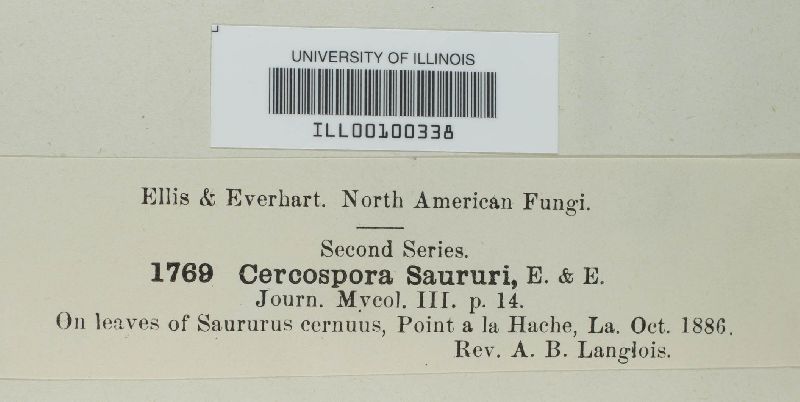 UNIVERSITY OF ILLINOIS
ILL00100338
Ellis & Everhart. North American Fungi.
Second Series.
1769 Cercospora Saururi, E. & E.
Journ. Mycol. III. p. 14.
On leaves of Saururus cernuus, Point a la Hache, La. Oct. 1886.
Rev. A. B. Langlois.